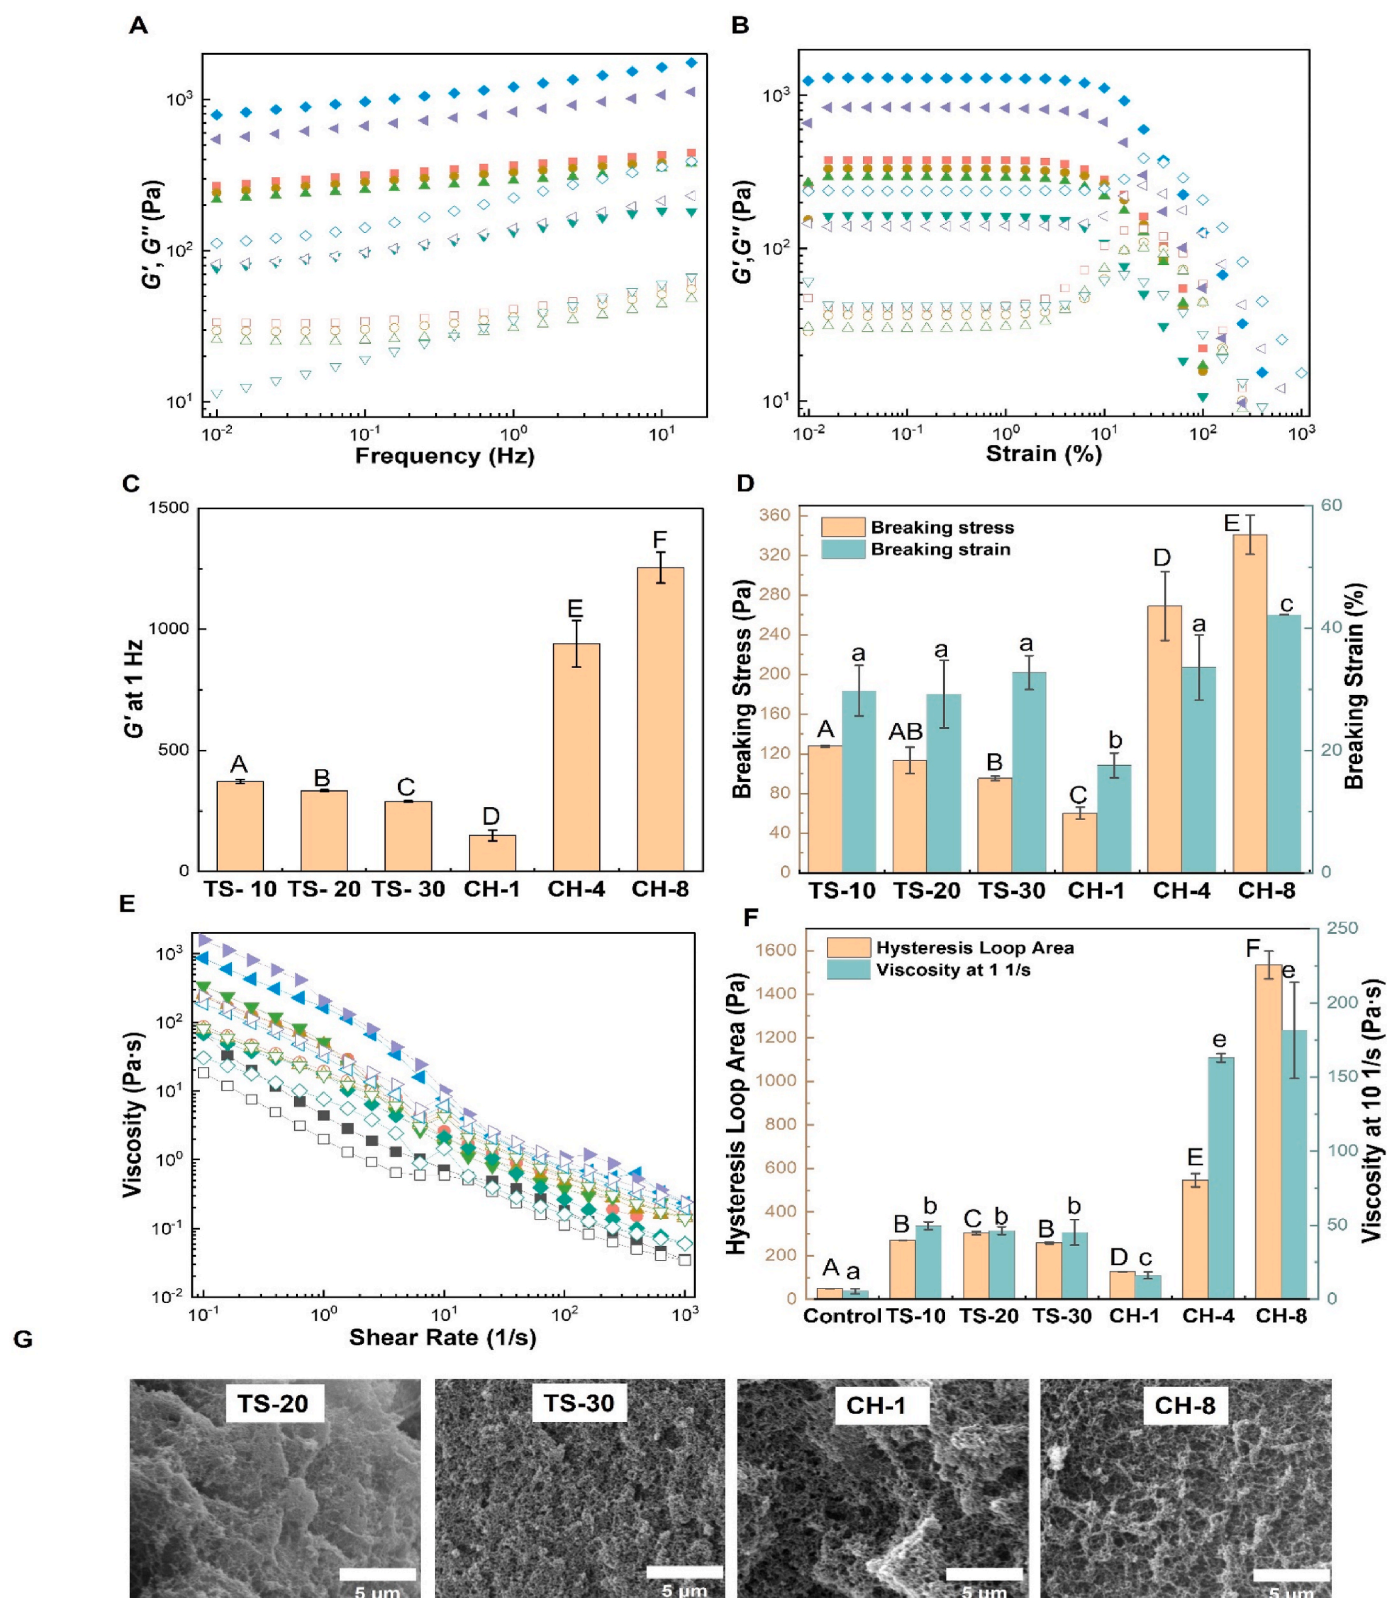 A
G', G'' (Pa)
10³
10²
10¹
10⁻²
10⁻¹
10⁰
10¹
Frequency (Hz)
B
G',G'' (Pa)
10³
10²
10¹
10⁻²
10⁻¹
10⁰
10¹
10²
10³
Strain (%)
C
G' at 1 Hz
1500
1000
500
0
A
B
C
D
E
F
TS- 10
TS- 20
TS- 30
CH-1
CH-4
CH-8
D
Breaking Stress (Pa)
360
320
280
240
200
160
120
80
40
0
Breaking stress
Breaking strain
A
a
AB
a
B
a
C
b
D
a
E
c
60
40
20
0
Breaking Strain (%)
TS-10
TS-20
TS-30
CH-1
CH-4
CH-8
E
Viscosity (Pa·s)
10³
10²
10¹
10⁰
10⁻¹
10⁻²
10⁻¹
10⁰
10¹
10²
10³
Shear Rate (1/s)
F
Hysteresis Loop Area (Pa)
1600
1400
1200
1000
800
600
400
200
0
Hysteresis Loop Area
Viscosity at 1 1/s
A
a
B
b
C
b
B
b
D
c
E
e
F
e
250
200
150
100
50
0
Viscosity at 10 1/s (Pa·s)
Control
TS-10
TS-20
TS-30
CH-1
CH-4
CH-8
G
TS-20
5 µm
TS-30
5 µm
CH-1
5 µm
CH-8
5 µm